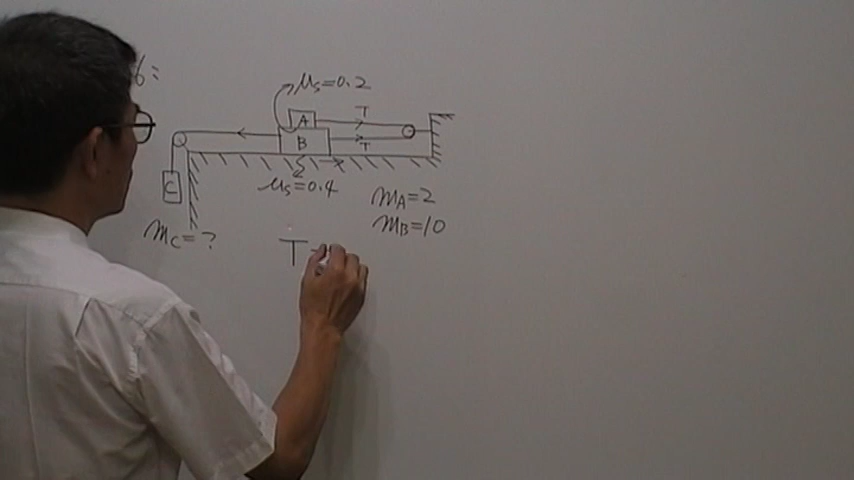 6:
μs=0.2
T
A
B
T
C
μs=0.4
mA=2
mB=10
mC=?
T=